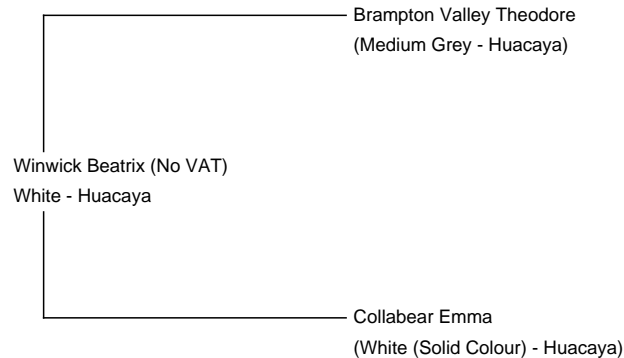 Brampton Valley Theodore
(Medium Grey - Huacaya)
Winwick Beatrix (No VAT)
White - Huacaya
Collabear Emma
(White (Solid Colour) - Huacaya)